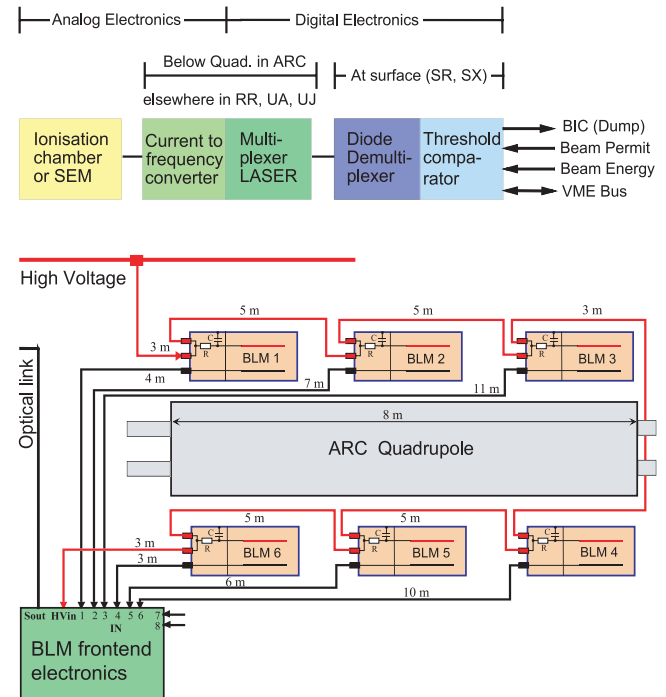 Analog Electronics
Digital Electronics
Below Quad. in ARC
elsewhere in RR, UA, UJ
At surface (SR, SX)
Ionisation
chamber
or SEM
Current to
frequency
converter
Multi-
plexer
LASER
Diode
Demulti-
plexer
Threshold
compa-
rator
BIC (Dump)
Beam Permit
Beam Energy
VME Bus
High Voltage
5 m
5 m
3 m
3 m
C
R
BLM 1
C
R
BLM 2
C
R
BLM 3
4 m
7 m
11 m
Optical link
8 m
ARC Quadrupole
5 m
5 m
3 m
C
R
BLM 6
C
R
BLM 5
C
R
BLM 4
3 m
6 m
10 m
Sout HVin 1 2 3 4 5 6 7
8
IN
BLM frontend
electronics